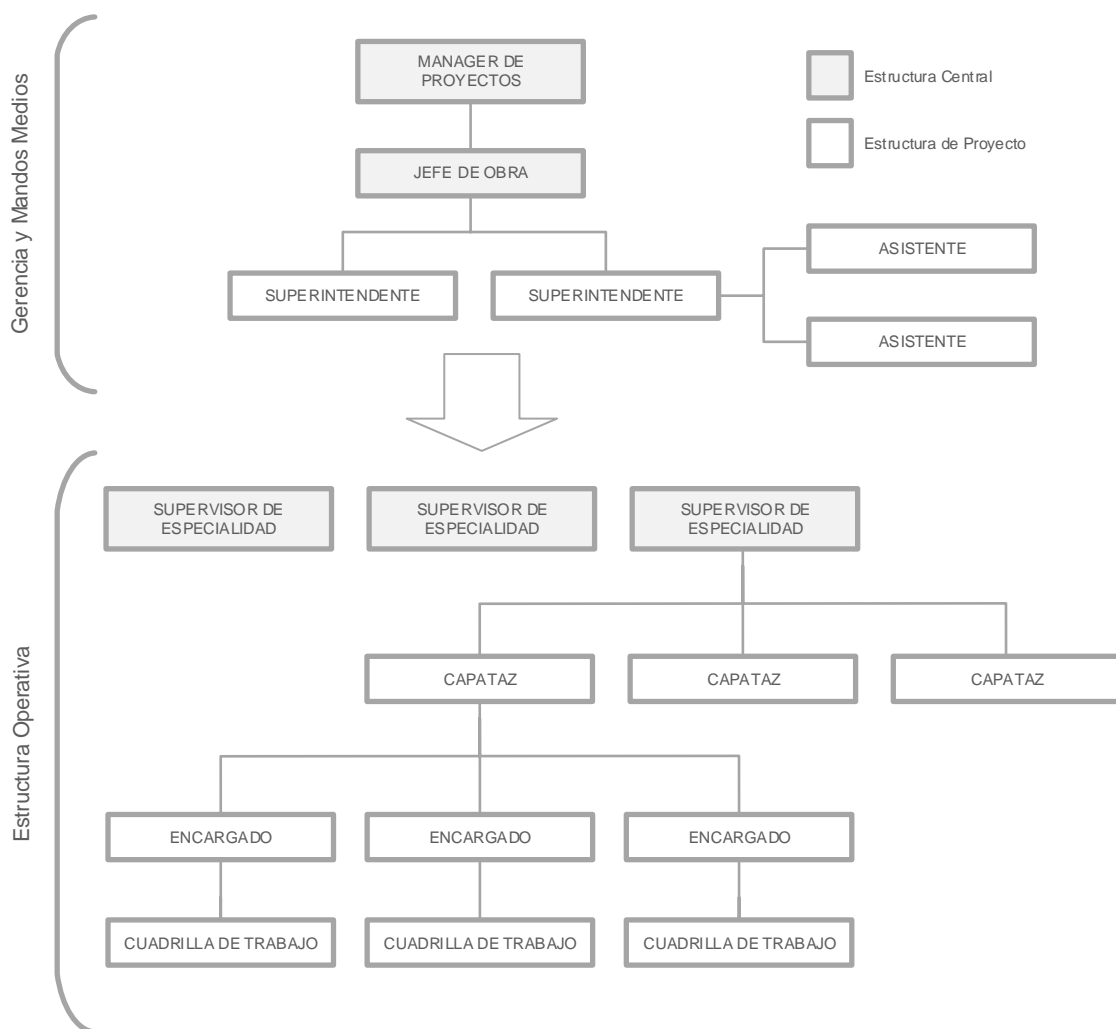 MANAGER DE
PROYECTOS
Estructura Central
Estructura de Proyecto
JEFE DE OBRA
Gerencia y Mandos Medios
ASISTENTE
SUPERINTENDENTE
SUPERINTENDENTE
ASISTENTE
SUPERVISOR DE
ESPECIALIDAD
SUPERVISOR DE
ESPECIALIDAD
SUPERVISOR DE
ESPECIALIDAD
Estructura Operativa
CAPATAZ
CAPATAZ
CAPATAZ
ENCARGADO
ENCARGADO
ENCARGADO
CUADRILLA DE TRABAJO
CUADRILLA DE TRABAJO
CUADRILLA DE TRABAJO